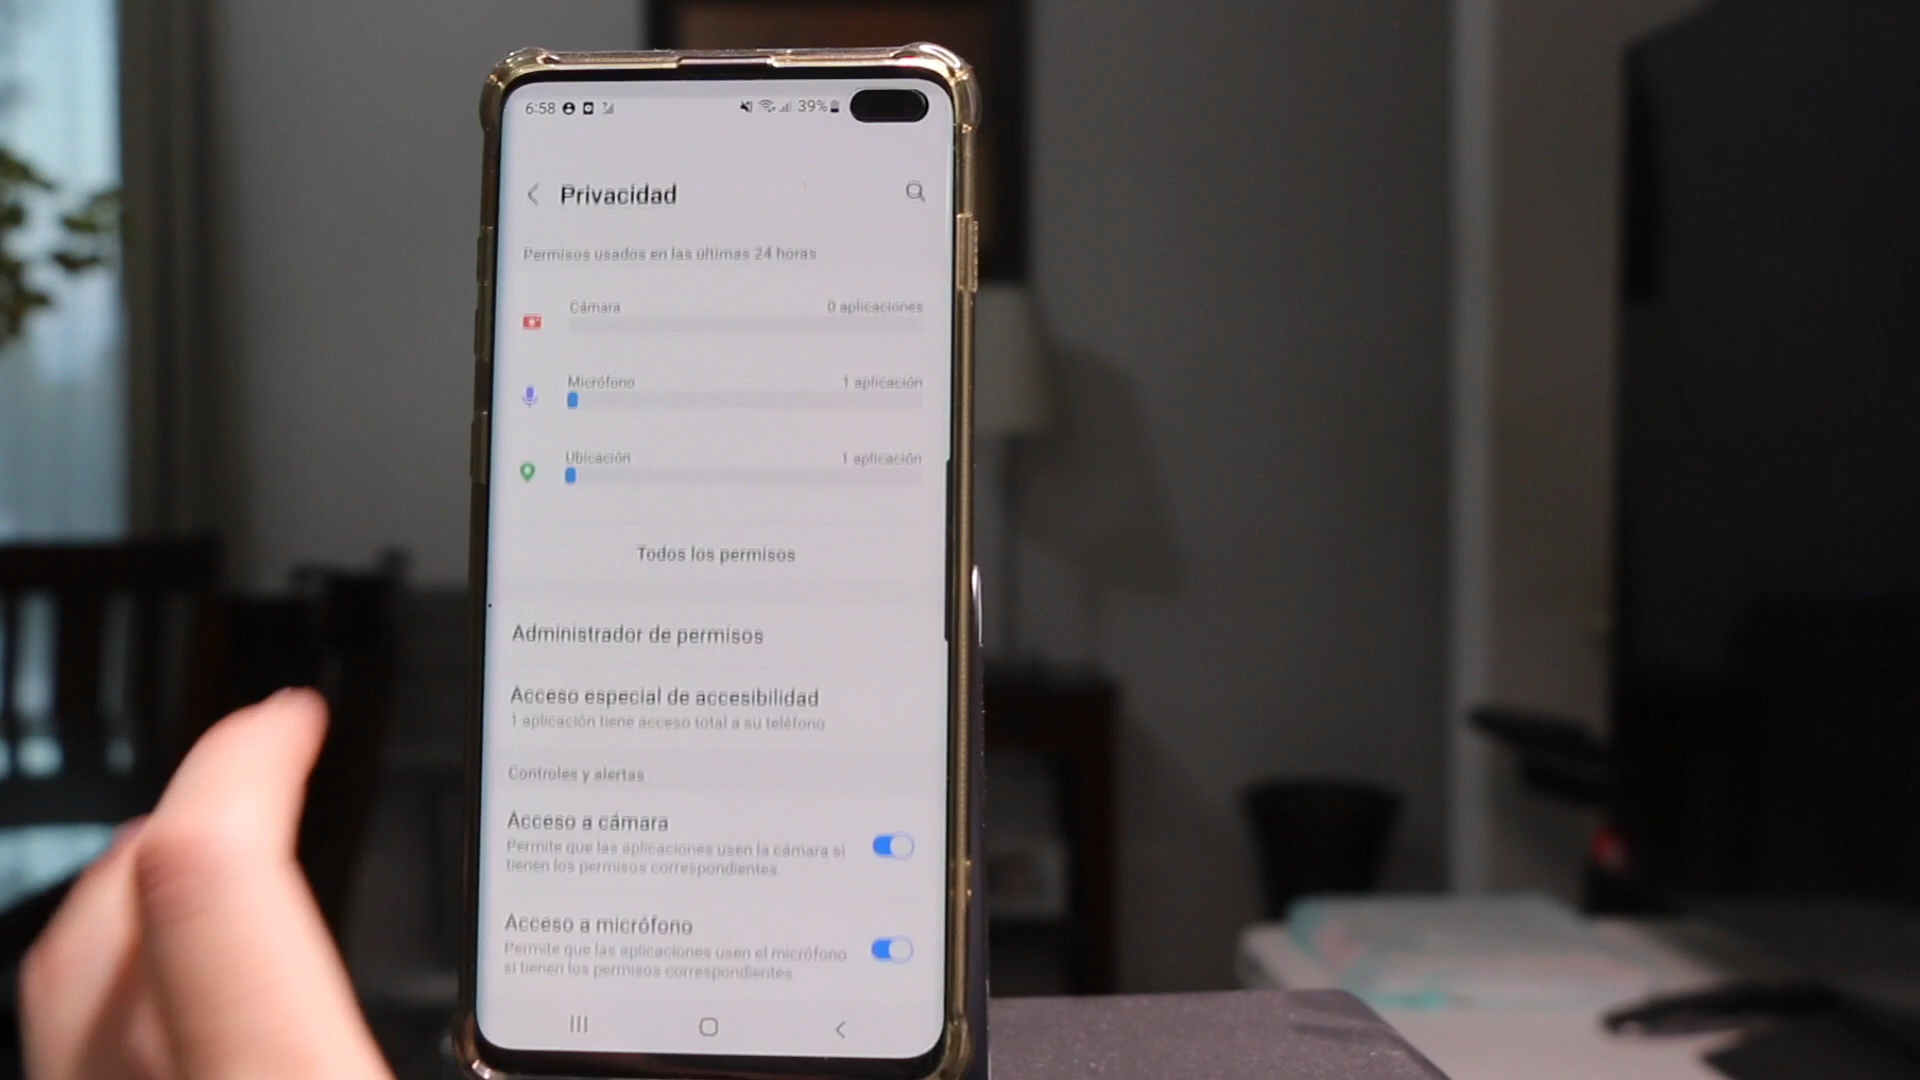 6:58
39%
Privacidad
Permisos usados en las últimas 24 horas
Cámara
0 aplicaciones
Micrófono
1 aplicación
Ubicación
1 aplicación
Todos los permisos
Administrador de permisos
Acceso especial de accesibilidad
1 aplicación tiene acceso total a su teléfono
Controles y alertas
Acceso a cámara
Permite que las aplicaciones usen la cámara si
tienen los permisos correspondientes.
Acceso a micrófono
Permite que las aplicaciones usen el micrófono
si tienen los permisos correspondientes.